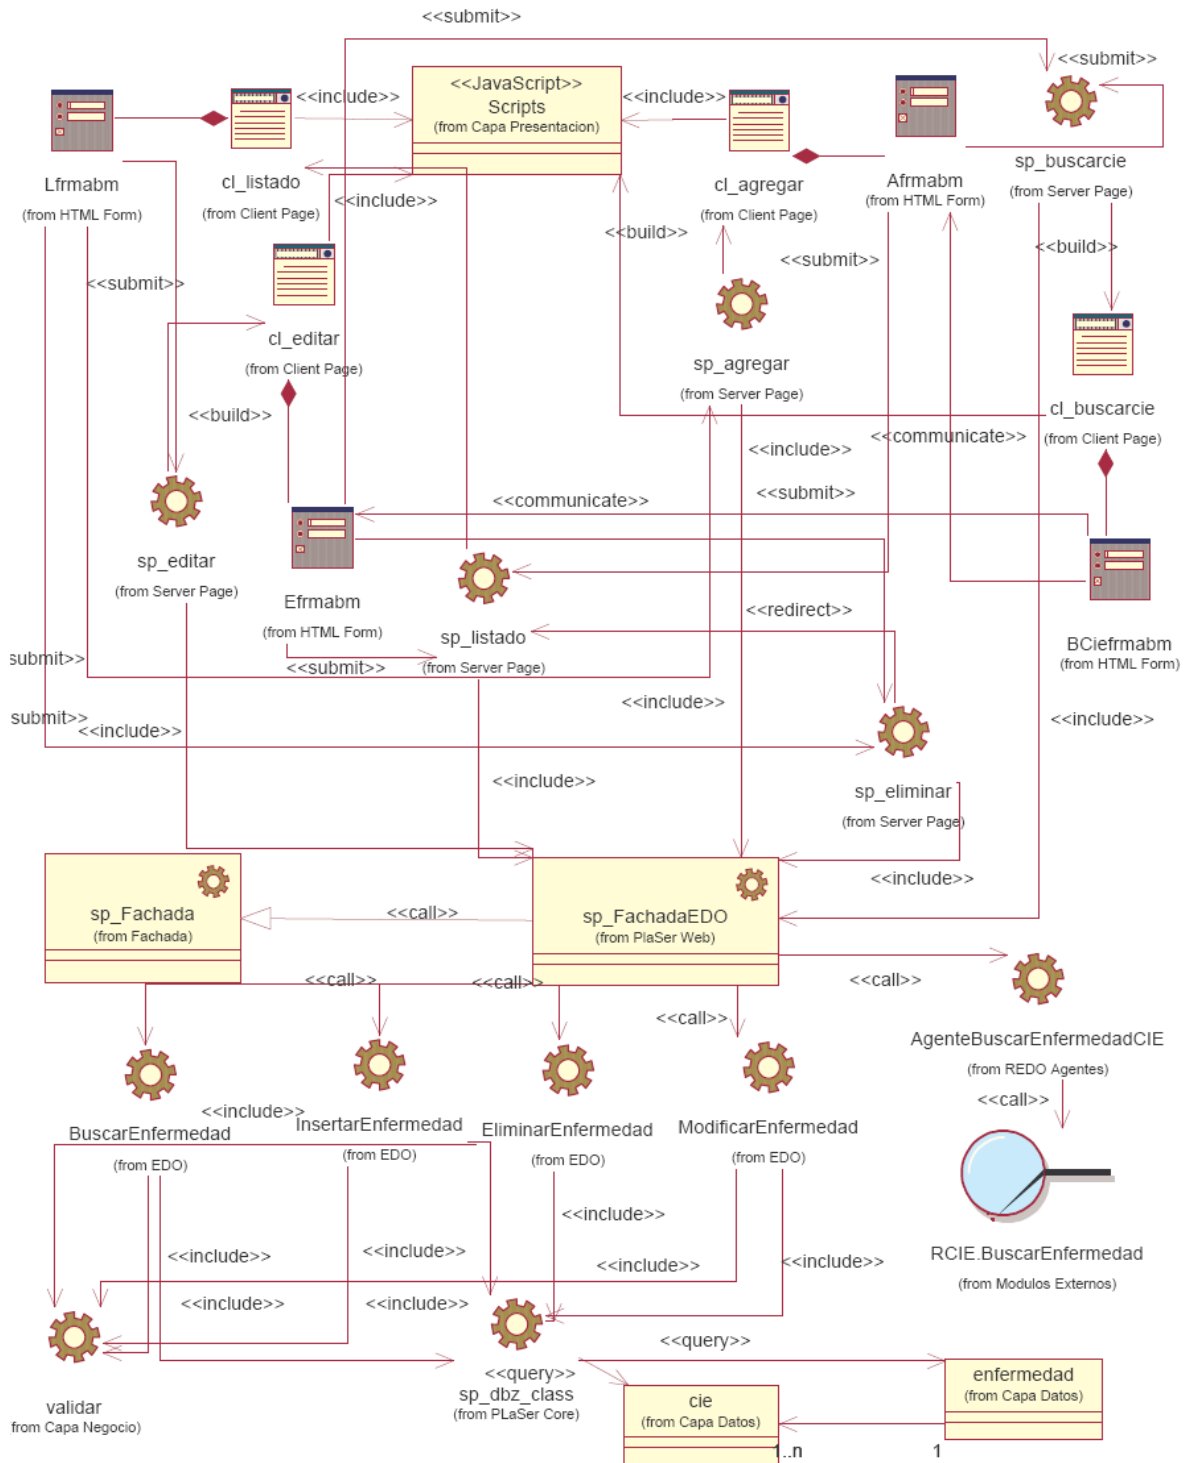 <<submit>>
<<submit>>
<<include>>
<<JavaScript>>
Scripts
(from Capa Presentacion)
<<include>>
Lfrmabm
(from HTML Form)
cl_listado
(from Client Page)
<<include>>
cl_agregar
(from Client Page)
Afrmabm
(from HTML Form)
sp_buscarcie
(from Server Page)
<<build>>
<<submit>>
<<build>>
<<submit>>
cl_editar
(from Client Page)
sp_agregar
(from Server Page)
<<build>>
<<communicate>>
cl_buscarcie
(from Client Page)
<<include>>
<<communicate>>
<<submit>>
sp_editar
(from Server Page)
Efrmabm
(from HTML Form)
<<redirect>>
sp_listado
(from Server Page)
BCiefrmabm
(from HTML Form)
submit>>
<<submit>>
<<include>>
submit>>
<<include>>
<<include>>
<<include>>
sp_eliminar
(from Server Page)
<<include>>
sp_Fachada
(from Fachada)
<<call>>
sp_FachadaEDO
(from PlaSer Web)
<<call>>
<<call>>
<<call>>
<<call>>
AgenteBuscarEnfermedadCIE
(from REDO Agentes)
<<call>>
<<include>>
BuscarEnfermedad
(from EDO)
InsertarEnfermedad
(from EDO)
EliminarEnfermedad
(from EDO)
ModificarEnfermedad
(from EDO)
<<include>>
<<include>>
<<include>>
<<include>>
<<include>>
RCIE.BuscarEnfermedad
(from Modulos Externos)
<<include>>
<<include>>
<<query>>
<<query>>
sp_dbz_class
(from PLaSer Core)
validar
from Capa Negocio)
cie
(from Capa Datos)
enfermedad
(from Capa Datos)
1..n
1